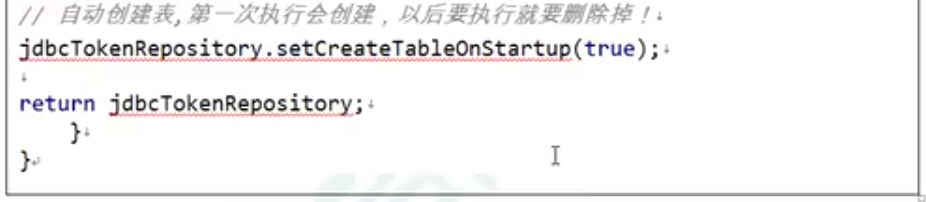 // 自动创建表,第一次执行会创建，以后要执行就要删除掉！
jdbcTokenRepository.setCreateTableOnStartup(true);
return jdbcTokenRepository;
}
}